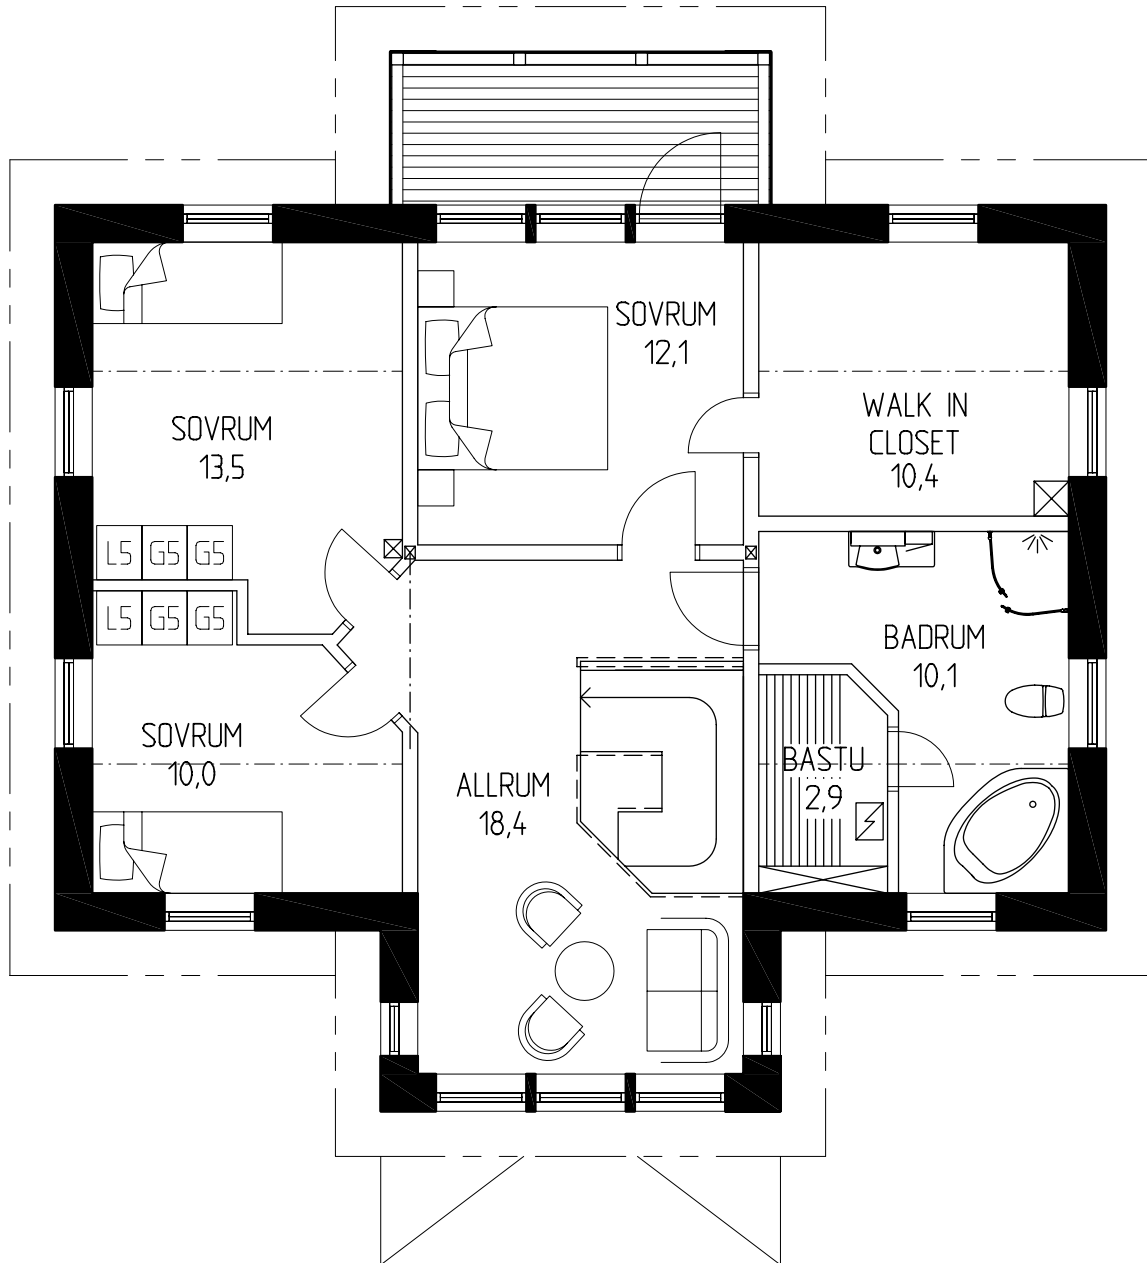 SOVRUM
12,1
WALK IN
CLOSET
10,4
SOVRUM
13,5
L5 G5 G5
L5 G5 G5
BADRUM
10,1
SOVRUM
10,0
BASTU
2,9
ALLRUM
18,4